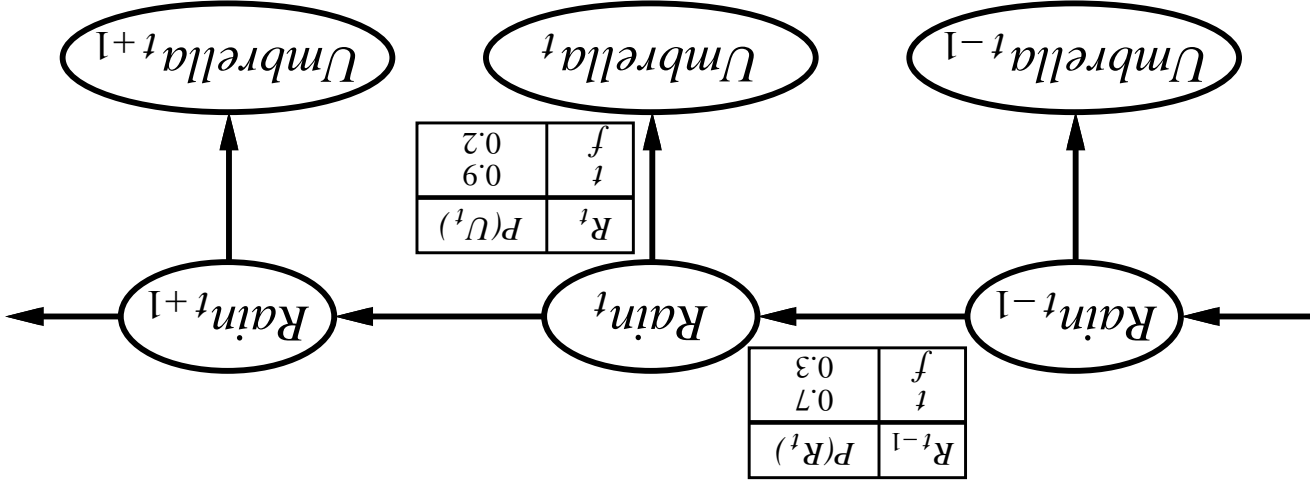 R_{t-1} P(R_t)
t 0.7
f 0.3
Rain_{t-1}
Rain_t
Rain_{t+1}
R_t P(U_t)
t 0.9
f 0.2
Umbrella_{t-1}
Umbrella_t
Umbrella_{t+1}